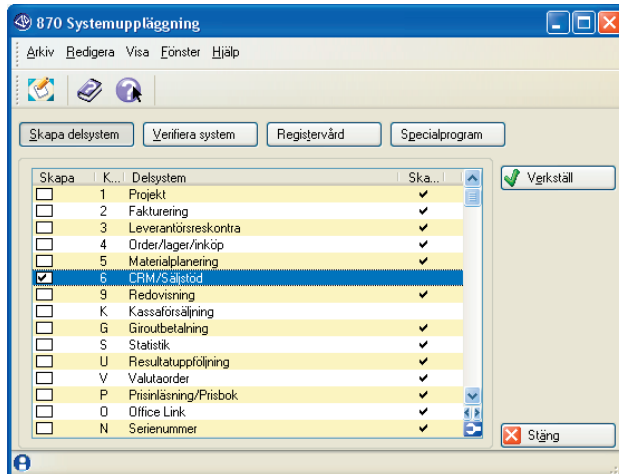 870 Systemuppläggning
Arkiv Redigera Visa Fönster Hjälp
Skapa delsystem Verifiera system Registervård Specialprogram
Skapa K... Delsystem Ska...
1 Projekt
2 Fakturering
3 Leverantörsreskontra
4 Order/lager/inköp
5 Materialplanering
6 CRM/Säljstöd
9 Redovisning
K Kassaförsäljning
G Giroutbetalning
S Statistik
U Resultatuppföljning
V Valutaorder
P Prisinläsning/Prisbok
O Office Link
N Serienummer
Verkställ
Stäng